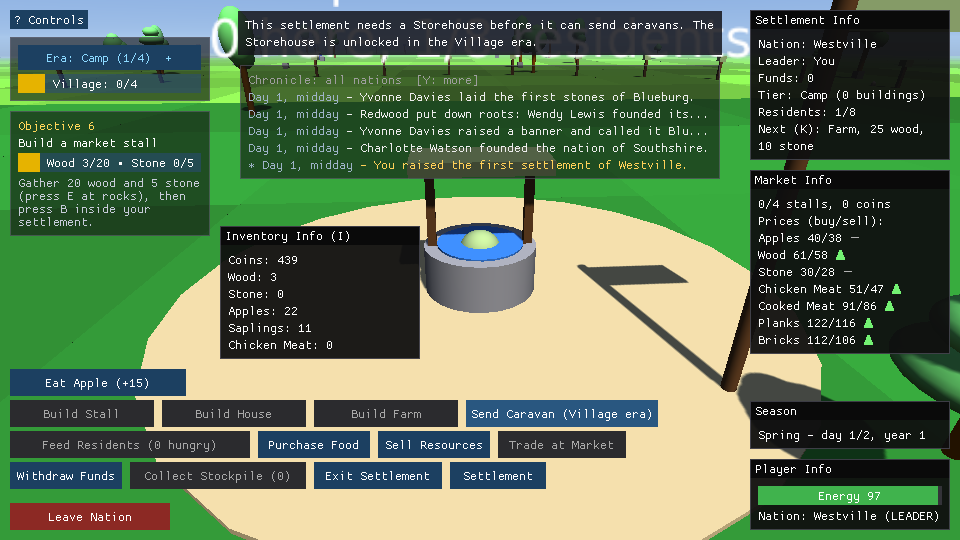 ? Controls
Era: Camp (1/4) +
Village: 0/4
Objective 6
Build a market stall
Wood 3/20 • Stone 0/5
Gather 20 wood and 5 stone
(press E at rocks), then
press B inside your
settlement.
This settlement needs a Storehouse before it can send caravans. The
Storehouse is unlocked in the Village era.
Chronicle: all nations [Y: more]
Day 1, midday – Yvonne Davies laid the first stones of Blueburg.
Day 1, midday – Redwood put down roots: Wendy Lewis founded its...
Day 1, midday – Yvonne Davies raised a banner and called it Blu...
Day 1, midday – Charlotte Watson founded the nation of Southshire.
* Day 1, midday – You raised the first settlement of Westville.
Inventory Info (I)
Coins: 439
Wood: 3
Stone: 0
Apples: 22
Saplings: 11
Chicken Meat: 0
Eat Apple (+15)
Build Stall
Build House
Build Farm
Send Caravan (Village era)
Feed Residents (0 hungry)
Purchase Food
Sell Resources
Trade at Market
Withdraw Funds
Collect Stockpile (0)
Exit Settlement
Settlement
Leave Nation
Settlement Info
Nation: Westville
Leader: You
Funds: 0
Tier: Camp (0 buildings)
Residents: 1/8
Next (K): Farm, 25 wood,
10 stone
Market Info
0/4 stalls, 0 coins
Prices (buy/sell):
Apples 40/38 —
Wood 61/58
Stone 30/28 —
Chicken Meat 51/47
Cooked Meat 91/86
Planks 122/116
Bricks 112/106
Season
Spring – day 1/2, year 1
Player Info
Energy 97
Nation: Westville (LEADER)